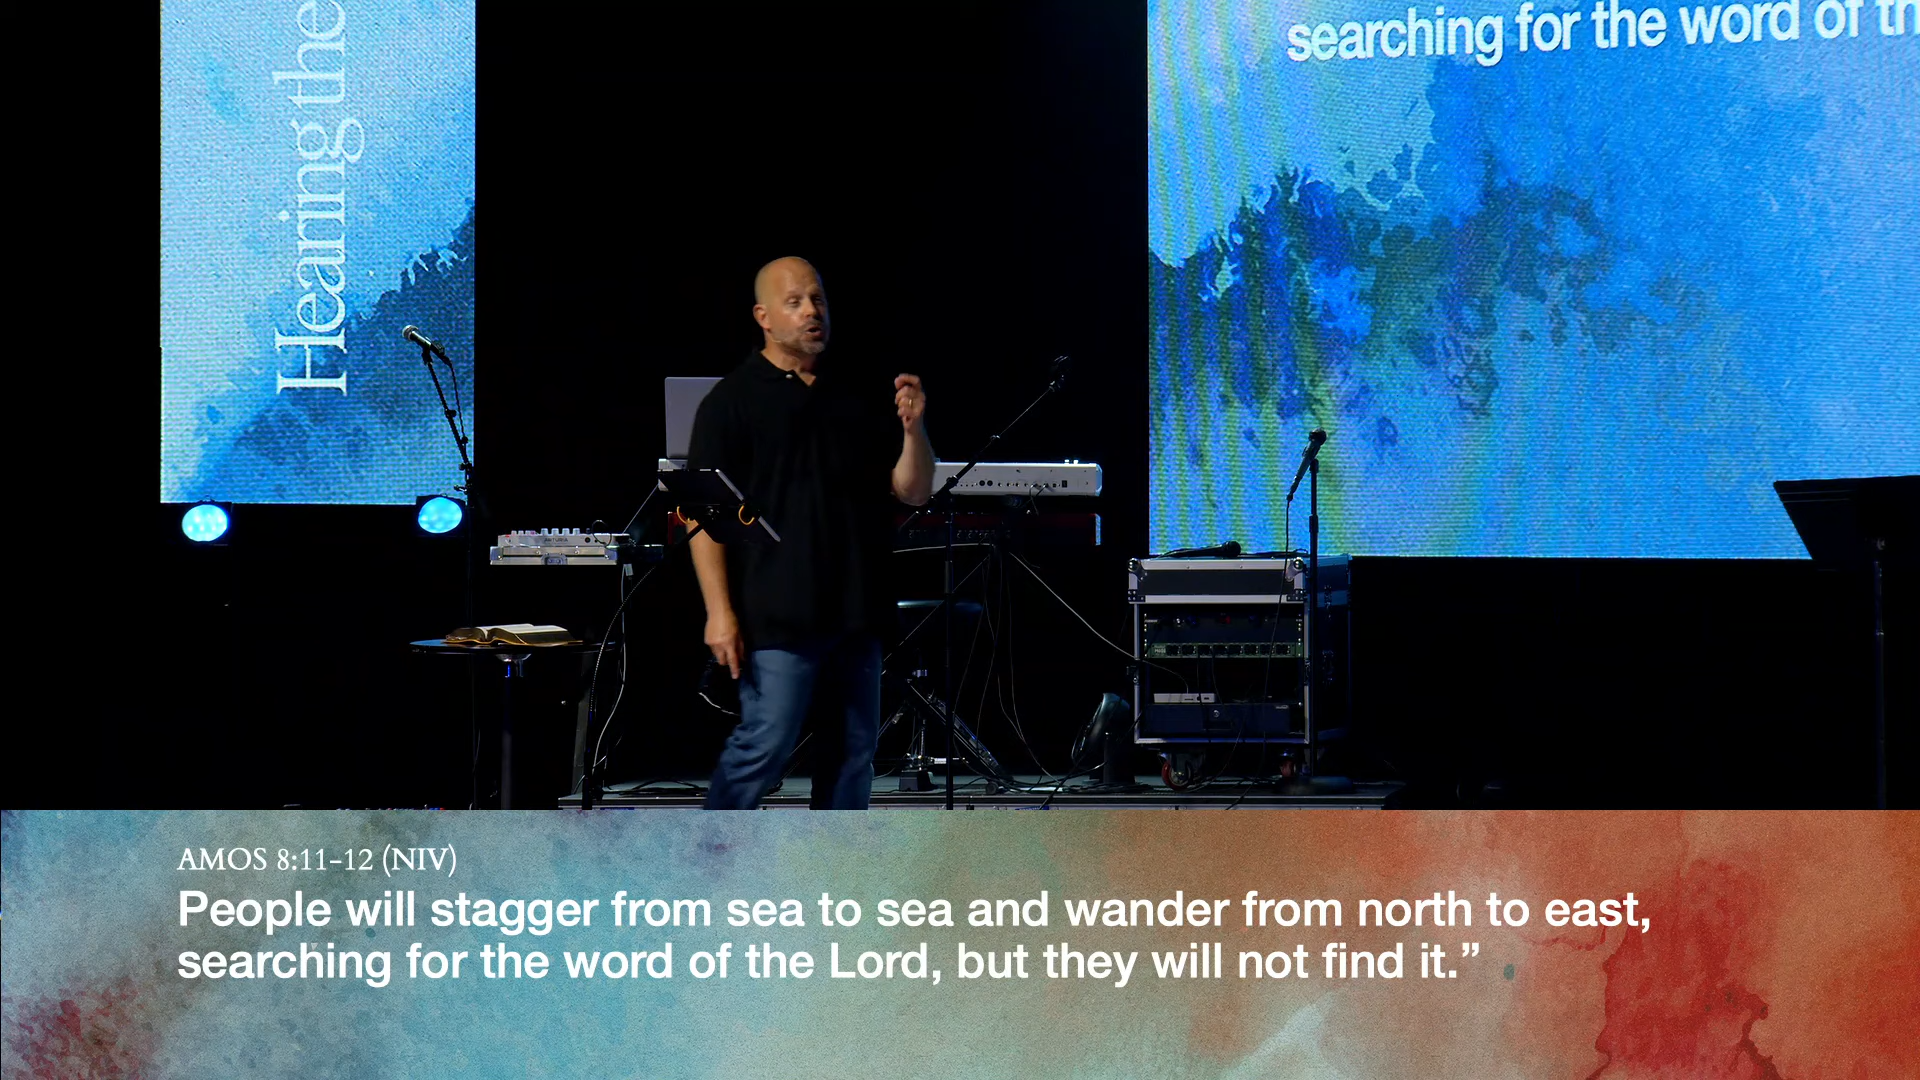 Hearing the
searching for the word of th
AMOS 8:11-12 (NIV)
People will stagger from sea to sea and wander from north to east,
searching for the word of the Lord, but they will not find it.”